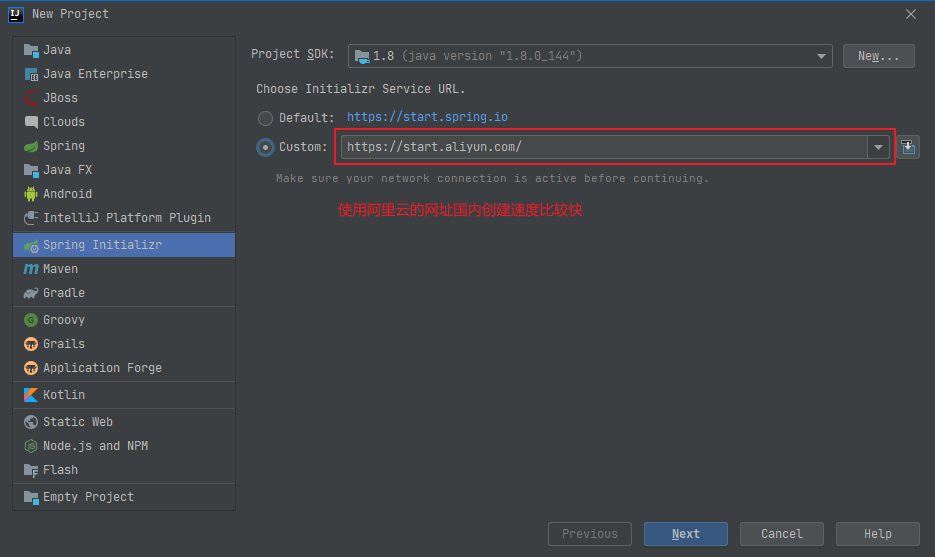 New Project
Java
Java Enterprise
JBoss
Clouds
Spring
Java FX
Android
IntelliJ Platform Plugin
Spring Initializr
Maven
Gradle
Groovy
Grails
Application Forge
Kotlin
Static Web
Node.js and NPM
Flash
Empty Project
Project SDK: 1.8 (java version "1.8.0_144") New...
Choose Initializr Service URL.
Default: https://start.spring.io
Custom: https://start.aliyun.com/
Make sure your network connection is active before continuing.
使用阿里云的网址国内创建速度比较快
Previous Next Cancel Help